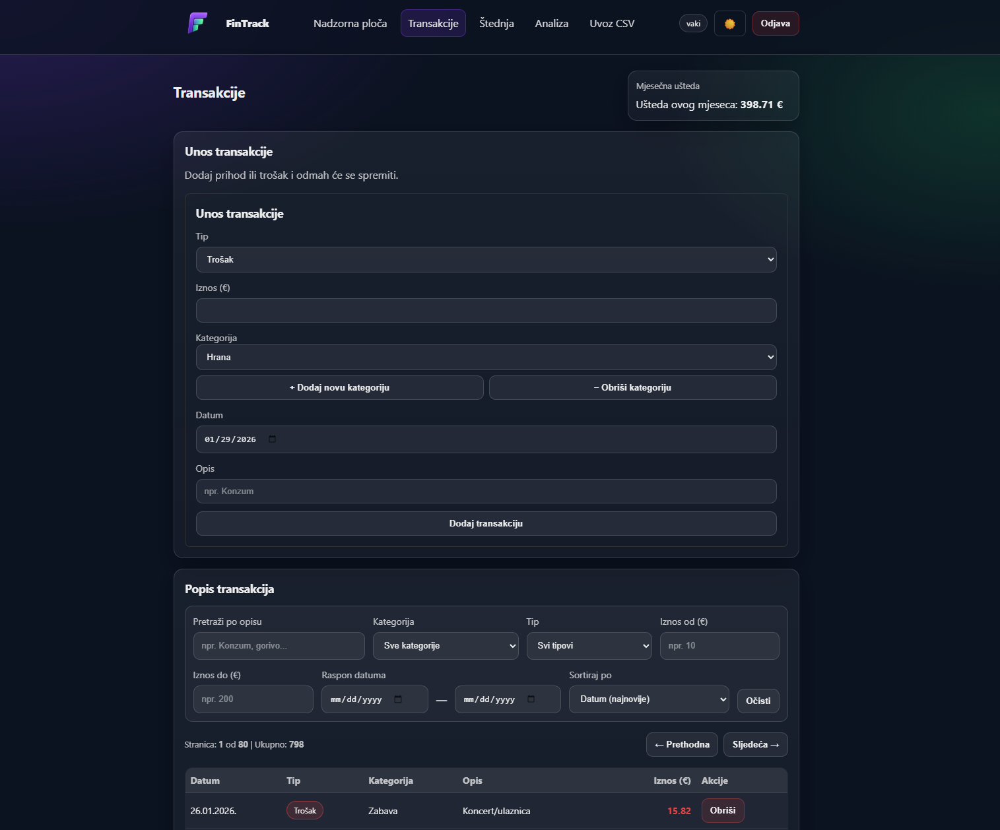 FinTrack Nadzorna ploča Transakcije Štednja Analiza Uvoz CSV vaki Odjava
Transakcije
Mjesečna ušteda
Ušteda ovog mjeseca: 398.71 €
Unos transakcije
Dodaj prihod ili trošak i odmah će se spremiti.
Unos transakcije
Tip
Trošak
Iznos (€)
Kategorija
Hrana
+ Dodaj novu kategoriju − Obriši kategoriju
Datum
01/29/2026
Opis
npr. Konzum
Dodaj transakciju
Popis transakcija
Pretraži po opisu Kategorija Tip Iznos od (€)
npr. Konzum, gorivo... Sve kategorije Svi tipovi npr. 10
Iznos do (€) Raspon datuma Sortiraj po
npr. 200 mm/dd/yyyy — mm/dd/yyyy Datum (najnovije) Očisti
Stranica: 1 od 80 | Ukupno: 798 ← Prethodna Sljedeća →
Datum Tip Kategorija Opis Iznos (€) Akcije
26.01.2026. Trošak Zabava Koncert/ulaznica 15.82 Obriši